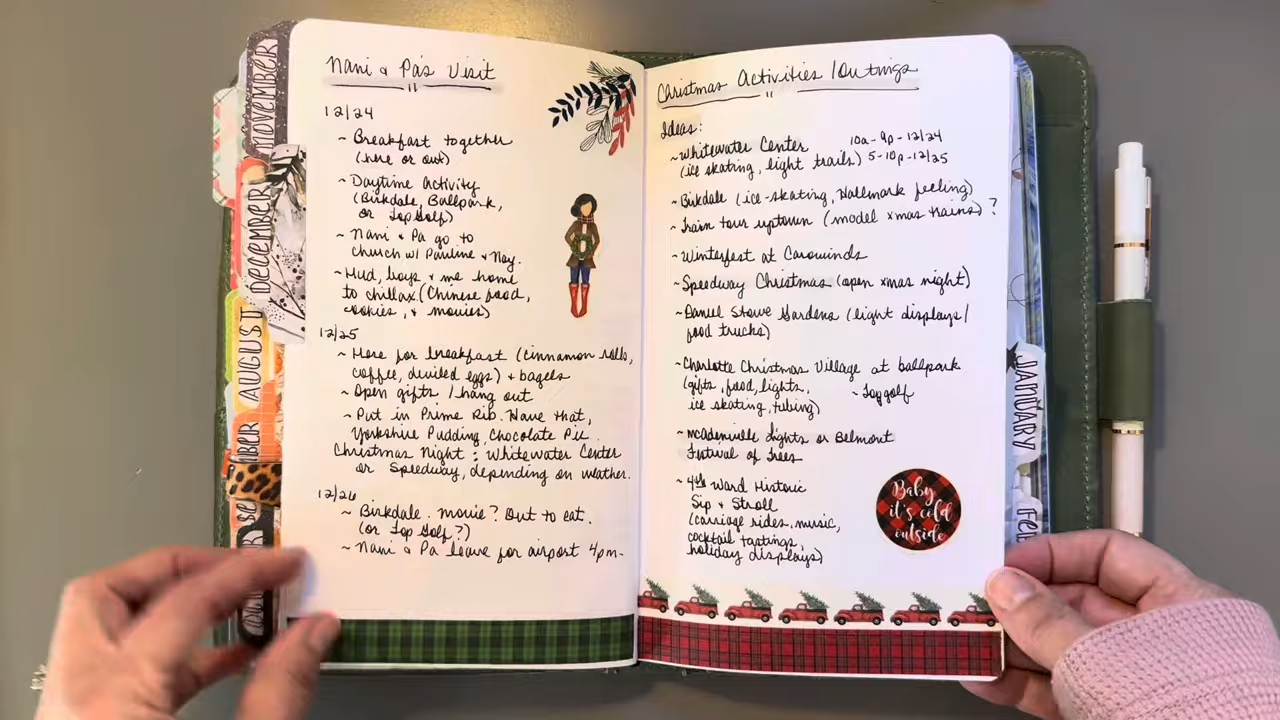 NOVEMBER
DECEMBER
AUGUST
BER
Nani & Pa's Visit
12/24
~ Breakfast together
(here or out)
~ Daytime Activity
(Birkdale, Ballpark,
or Top Golf)
~ Nani & Pa go to
church w/ Pauline & Nay.
~ Hud, boys & me home
to chillax. (Chinese food,
cookies, & movies)
12/25
~ Here for breakfast (cinnamon rolls,
coffee, deviled eggs) + bagels
~ Open gifts / hang out
~ Put in Prime Rib. Have that,
Yorkshire Pudding, Chocolate Pie
Christmas Night : Whitewater Center
or Speedway, depending on weather.
12/26
~ Birkdale. movie? Out to eat.
(or Top Golf?)
~ Nani & Pa leave for airport 4pm-
Christmas Activities / Outings
Ideas:
~ Whitewater Center 10a-9p-12/24
(ice skating, light trails) 5-10p-12/25
~ Birkdale (ice-skating, Hallmark feeling)
~ Train tour uptown (model xmas trains) ?
~ Winterfest at Carowinds
~ Speedway Christmas (open xmas night)
~ Daniel Stowe Gardens (light displays/
food trucks)
~ Charlotte Christmas Village at ballpark
(gifts, food, lights, ~ Topgolf
ice skating, tubing)
~ McAdenville Lights or Belmont
Festival of Trees
~ 4th Ward Historic
Sip & Stroll
(carriage rides, music,
cocktail tastings,
holiday displays)
Baby
it's cold
outside
JANUARY
FEB